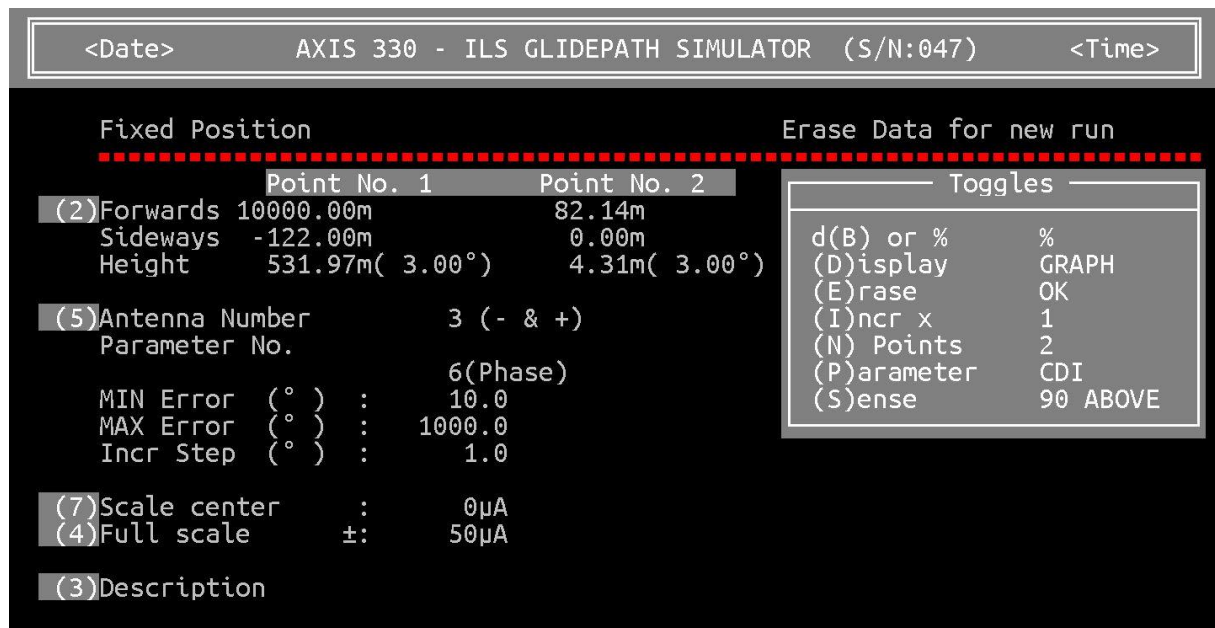 <Date> AXIS 330 - ILS GLIDEPATH SIMULATOR (S/N:047) <Time>
Fixed Position Erase Data for new run
Point No. 1 Point No. 2
(2)Forwards 10000.00m 82.14m
Sideways -122.00m 0.00m
Height 531.97m( 3.00°) 4.31m( 3.00°)
(5)Antenna Number 3 (- & +)
Parameter No.
6(Phase)
MIN Error (° ) : 10.0
MAX Error (° ) : 1000.0
Incr Step (° ) : 1.0
(7)Scale center : 0µA
(4)Full scale ±: 50µA
(3)Description
Toggles
d(B) or % %
(D)isplay GRAPH
(E)rase OK
(I)ncr x 1
(N) Points 2
(P)arameter CDI
(S)ense 90 ABOVE